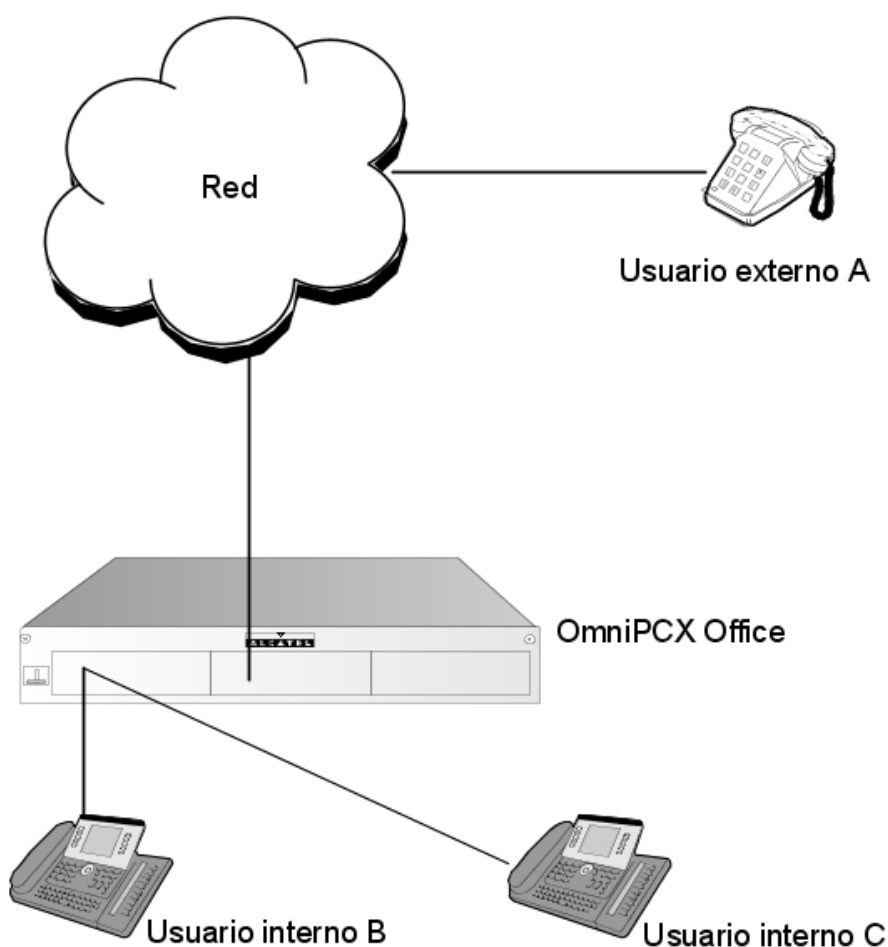 Red
Usuario externo A
OmniPCX Office
ALCATEL
Usuario interno B
Usuario interno C